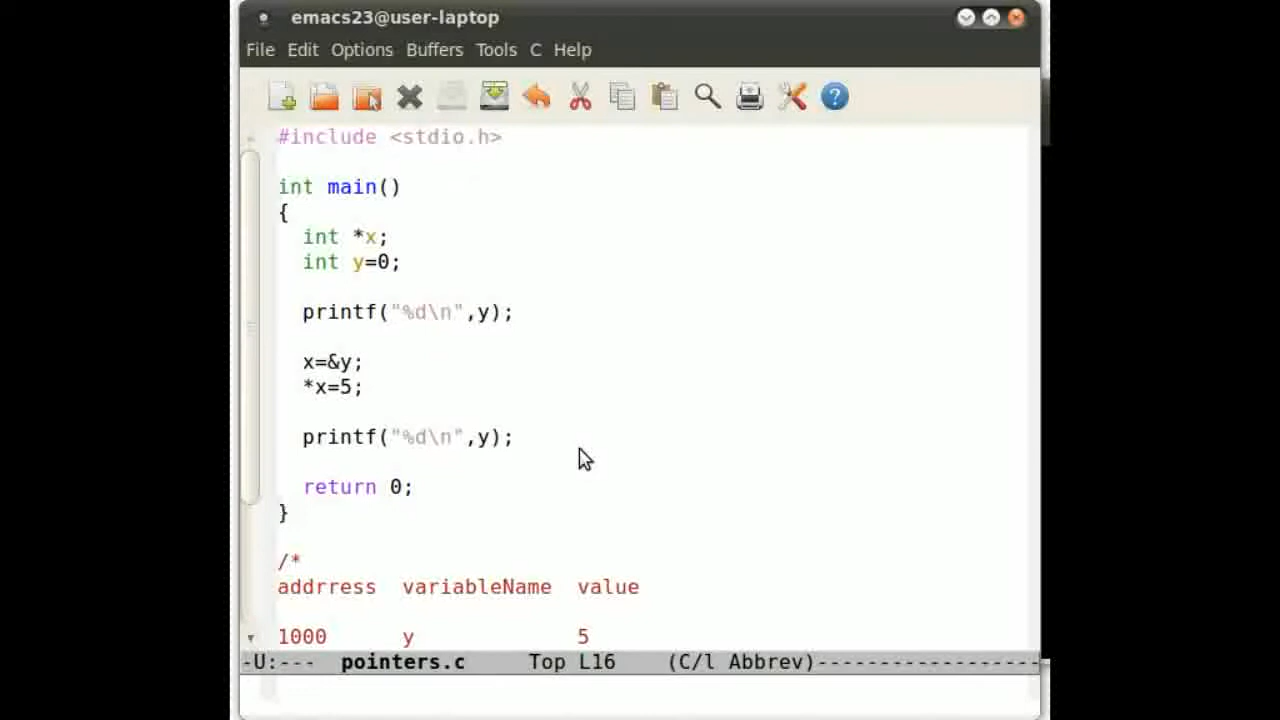 emacs23@user-laptop
File Edit Options Buffers Tools C Help
#include <stdio.h>
int main()
{
int *x;
int y=0;
printf("%d\n",y);
x=&y;
*x=5;
printf("%d\n",y);
return 0;
}
/*
addrress variableName value
1000 y 5
-U:--- pointers.c Top L16 (C/l Abbrev)------------------